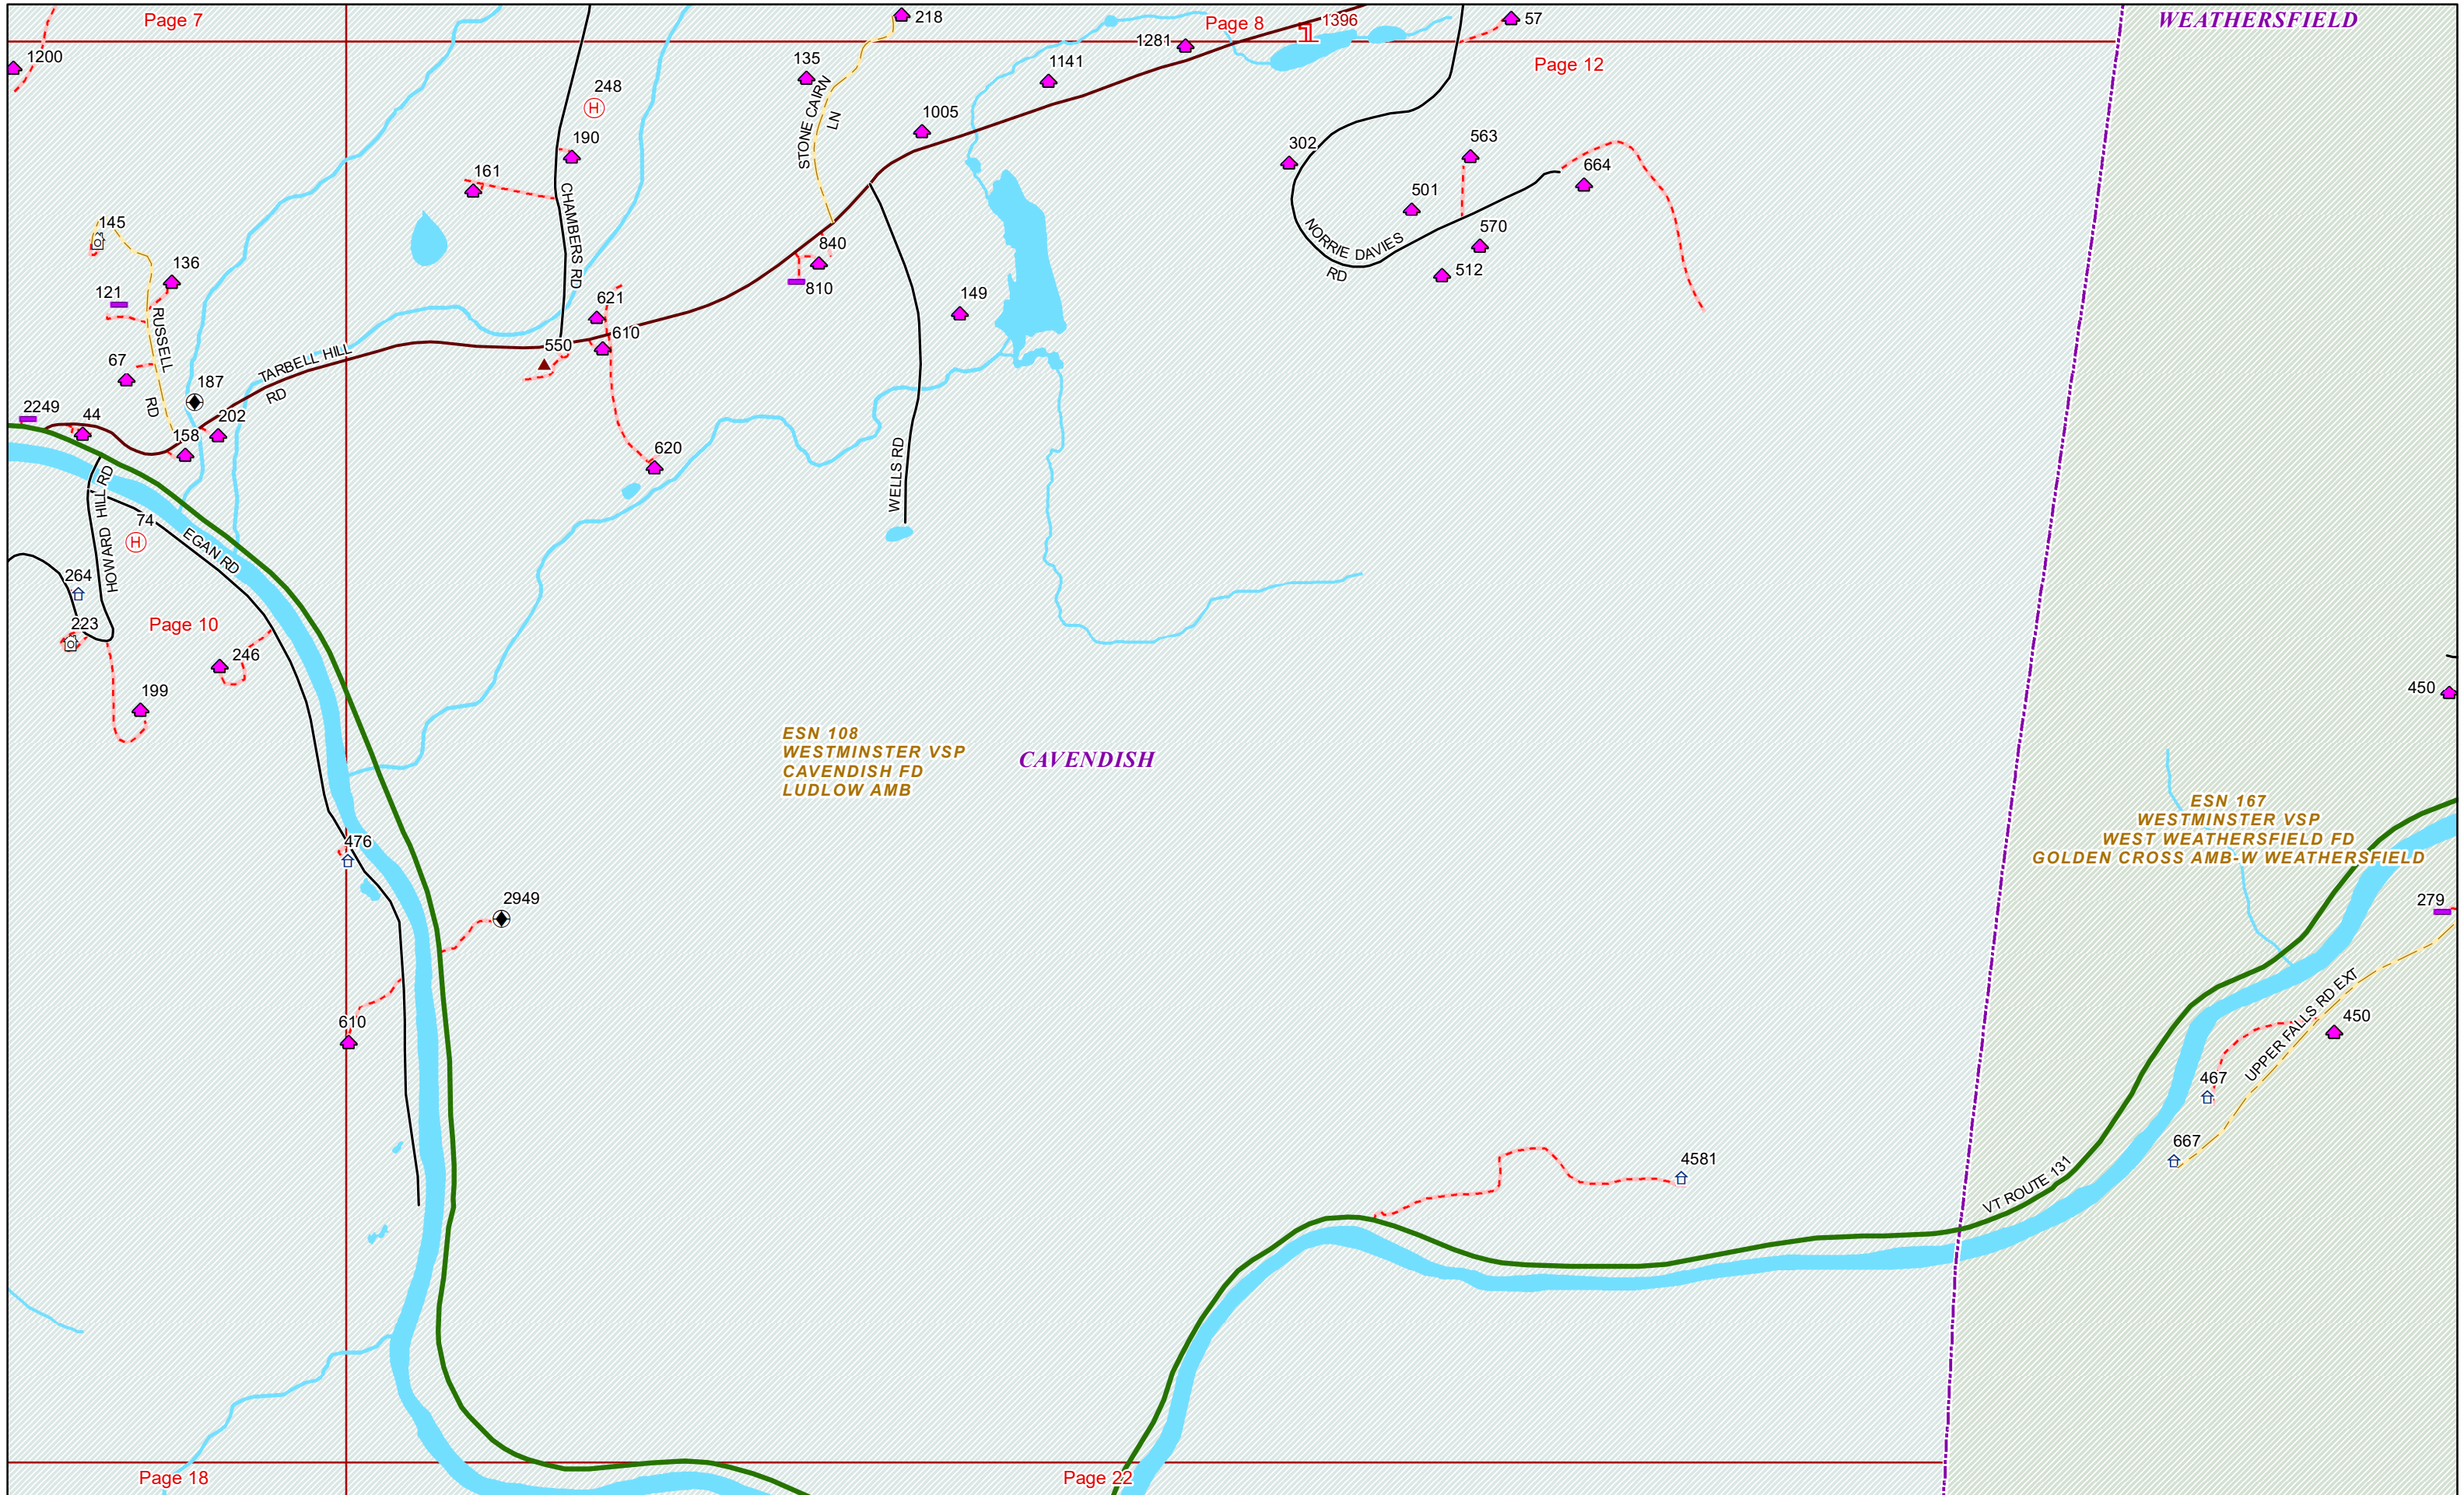 Page 7
218
Page 8
1396
57
WEATHERSFIELD
1200
1281
135
1141
Page 12
248
STONE CAIRN
LN
1005
190
302
563
161
664
CHAMBERS RD
501
145
NORRIE DAVIES
RD
570
136
840
512
121
810
621
149
RUSSELL
RD
610
550
67
TARBELL HILL
RD
187
2249
44
202
158
620
WELLS RD
HOWARD HILL RD
74
EGAN RD
264
223
Page 10
246
199
450
ESN 108
WESTMINSTER VSP
CAVENDISH FD
LUDLOW AMB
CAVENDISH
ESN 167
WESTMINSTER VSP
WEST WEATHERSFIELD FD
GOLDEN CROSS AMB-W WEATHERSFIELD
476
2949
279
UPPER FALLS RD EXT
450
610
467
667
4581
VT ROUTE 131
Page 18
Page 22